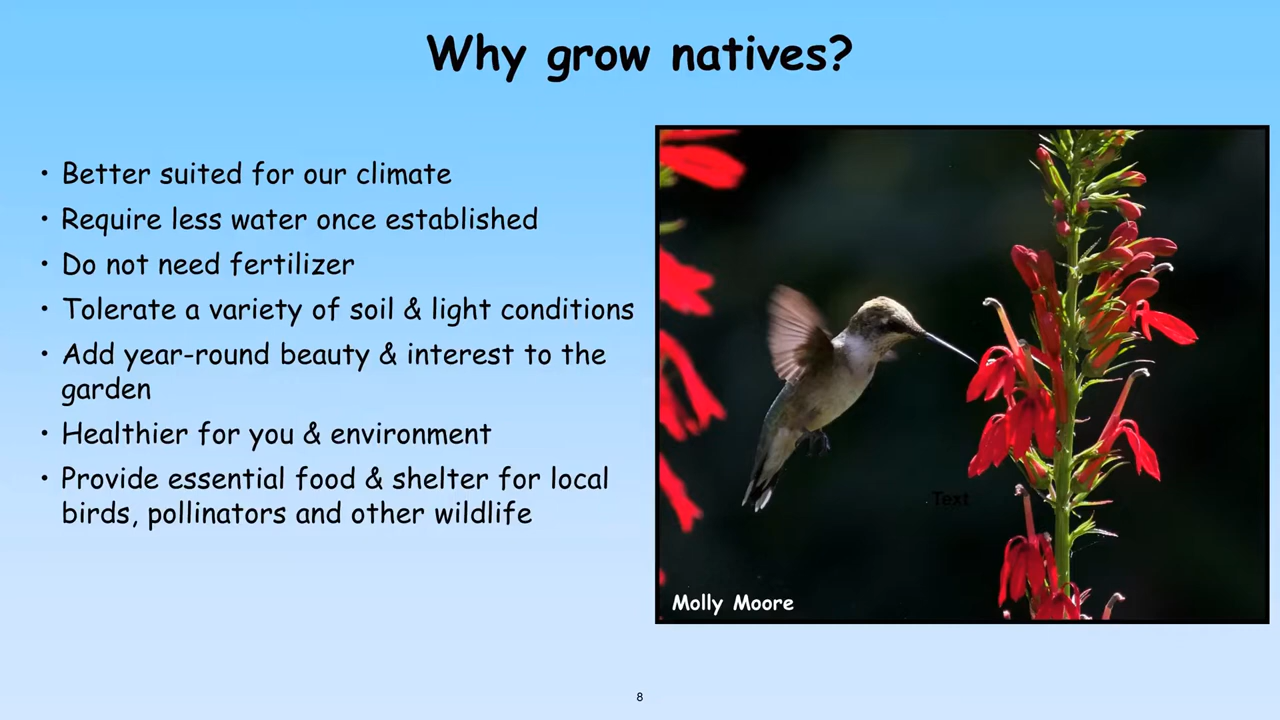 Why grow natives?
• Better suited for our climate
• Require less water once established
• Do not need fertilizer
• Tolerate a variety of soil & light conditions
• Add year-round beauty & interest to the
garden
• Healthier for you & environment
• Provide essential food & shelter for local
birds, pollinators and other wildlife
Text
Molly Moore
8